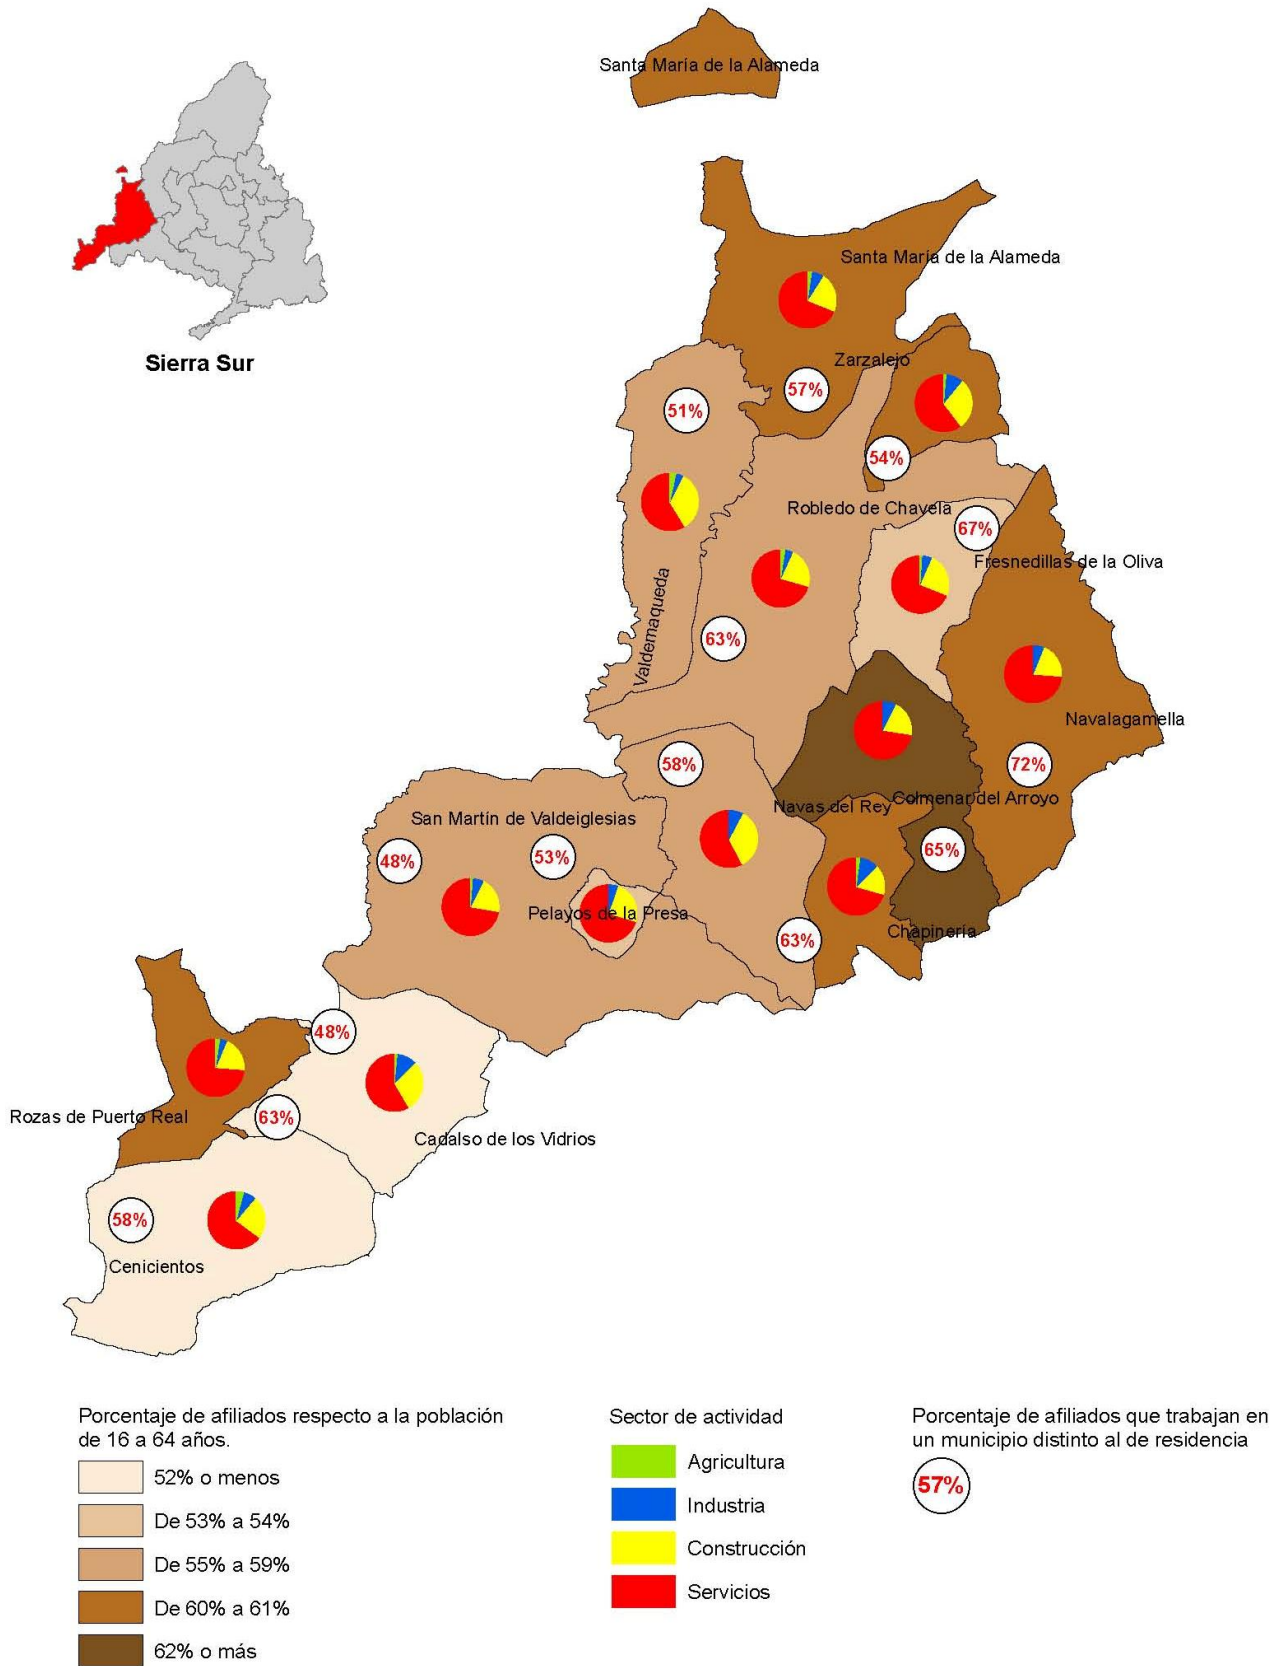 Santa María de la Alameda
Sierra Sur
Santa María de la Alameda
Zarzalejo
57%
51%
54%
Robledo de Chavela
67%
Fresnedillas de la Oliva
Valdemaqueda
63%
Navalagamella
72%
58%
Navas del Rey
Colmenar del Arroyo
San Martín de Valdeiglesias
48%
53%
65%
Pelayos de la Presa
Chapinería
63%
48%
Rozas de Puerto Real
63%
Cadalso de los Vidrios
58%
Cenicientos
Porcentaje de afiliados respecto a la población
de 16 a 64 años.
52% o menos
De 53% a 54%
De 55% a 59%
De 60% a 61%
62% o más
Sector de actividad
Agricultura
Industria
Construcción
Servicios
Porcentaje de afiliados que trabajan en
un municipio distinto al de residencia
57%